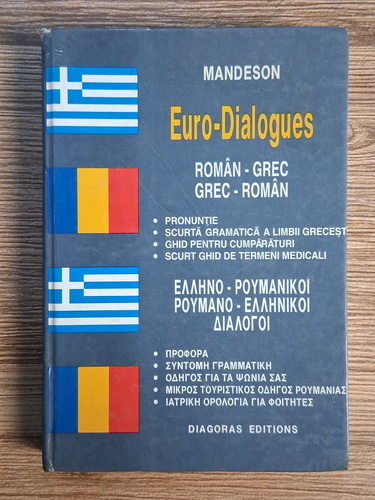 MANDESON
Euro-Dialogues
ROMÂN - GREC
GREC - ROMÂN
• PRONUNȚIE
• SCURTĂ GRAMATICĂ A LIMBII GRECEȘT
• GHID PENTRU CUMPĂRĂTURI
• SCURT GHID DE TERMENI MEDICALI
ΕΛΛΗΝΟ - ΡΟΥΜΑΝΙΚΟΙ
ΡΟΥΜΑΝΟ - ΕΛΛΗΝΙΚΟΙ
ΔΙΑΛΟΓΟΙ
• ΠΡΟΦΟΡΑ
• ΣΥΝΤΟΜΗ ΓΡΑΜΜΑΤΙΚΗ
• ΟΔΗΓΟΣ ΓΙΑ ΤΑ ΨΩΝΙΑ ΣΑΣ
• ΜΙΚΡΟΣ ΤΟΥΡΙΣΤΙΚΟΣ ΟΔΗΓΟΣ ΡΟΥΜΑΝΙΑΣ
• ΙΑΤΡΙΚΗ ΟΡΟΛΟΓΙΑ ΓΙΑ ΦΟΙΤΗΤΕΣ
DIAGORAS EDITIONS